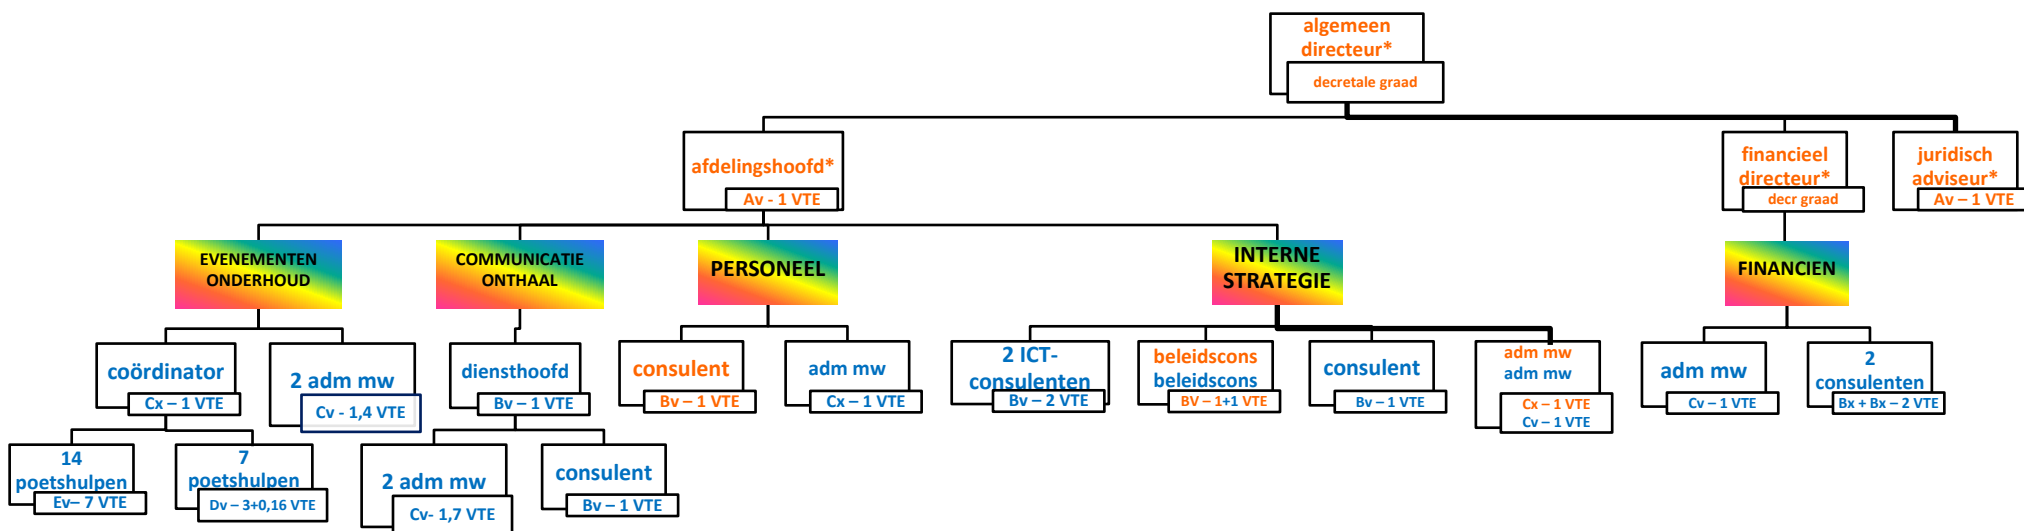 algemeen
directeur*
decretale graad
afdelingshoofd*
Av - 1 VTE
financieel
directeur*
decr graad
juridisch
adviseur*
Av – 1 VTE
EVENEMENTEN
ONDERHOUD
COMMUNICATIE
ONTHAAL
PERSONEEL
INTERNE
STRATEGIE
FINANCIEN
coördinator
Cx – 1 VTE
2 adm mw
Cv - 1,4 VTE
diensthoofd
Bv – 1 VTE
consulent
Bv – 1 VTE
adm mw
Cx – 1 VTE
2 ICT-
consulenten
Bv – 2 VTE
beleidscons
beleidscons
BV – 1+1 VTE
consulent
Bv – 1 VTE
adm mw
adm mw
Cx – 1 VTE
Cv – 1 VTE
adm mw
Cv – 1 VTE
2
consulenten
Bx + Bx – 2 VTE
14
poetshulpen
Ev– 7 VTE
7
poetshulpen
Dv – 3+0,16 VTE
2 adm mw
Cv- 1,7 VTE
consulent
Bv – 1 VTE